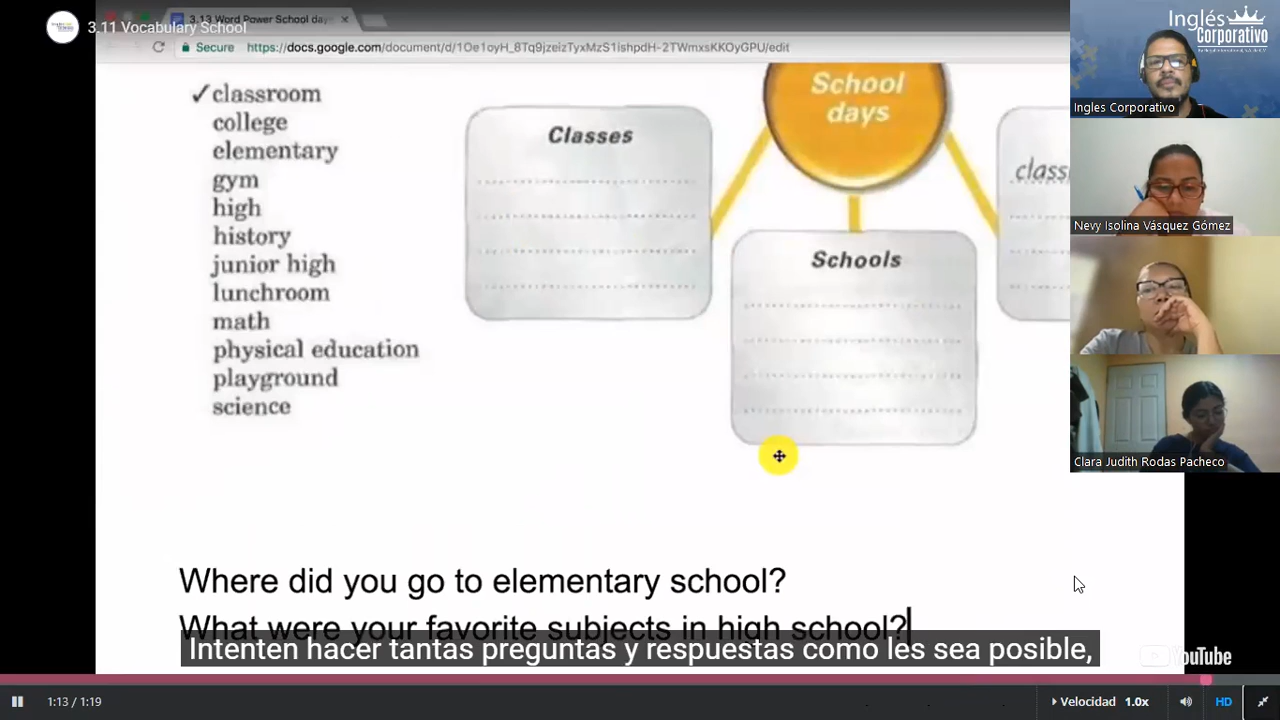 3.13 Word Power School day
3.11 Vocabulary School
Secure
https://docs.google.com/document/d/1Oe1oyH_8Tq9jzeizTyxMzS1ishpdH-2TWmxsKKOyGPU/edit
✓classroom
college
elementary
gym
high
history
junior high
lunchroom
math
physical education
playground
science
Classes
School
days
Schools
class
Where did you go to elementary school?
What were your favorite subjects in high school?
Intenten hacer tantas preguntas y respuestas como les sea posible,
YouTube
1:13 / 1:19
Velocidad 1.0x
HD
Inglés
Corporativo
Ingles Corporativo
Nevy Isolina Vásquez Gómez
Clara Judith Rodas Pacheco